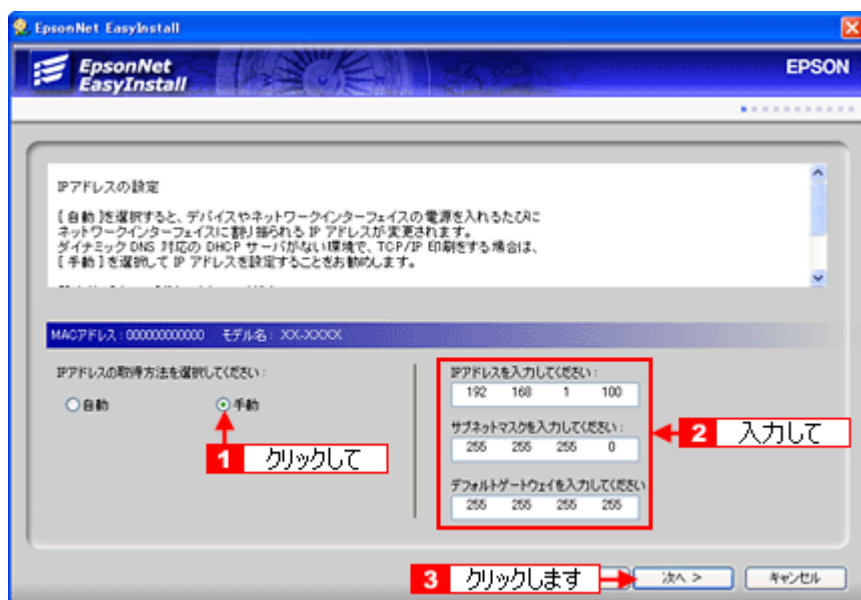 EpsonNet EasyInstall
EpsonNet
EasyInstall
EPSON
IPアドレスの設定
【自動】を選択すると、デバイスやネットワークインターフェイスの電源を入れるたびに
ネットワークインターフェイスに割り振られる IP アドレスが変更されます。
ダイナミック DNS 対応の DHCP サーバがない環境で、TCP/IP 印刷をする場合は、
【手動】を選択して IP アドレスを設定することをお勧めします。
MACアドレス : 000000000000 モデル名 : XX-XXXX
IPアドレスの取得方法を選択してください :
自動
手動
1 クリックして
IPアドレスを入力してください :
192 168 1 100
サブネットマスクを入力してください :
255 255 255 0
デフォルトゲートウェイを入力してください
255 255 255 255
2 入力して
3 クリックします
次へ >
キャンセル